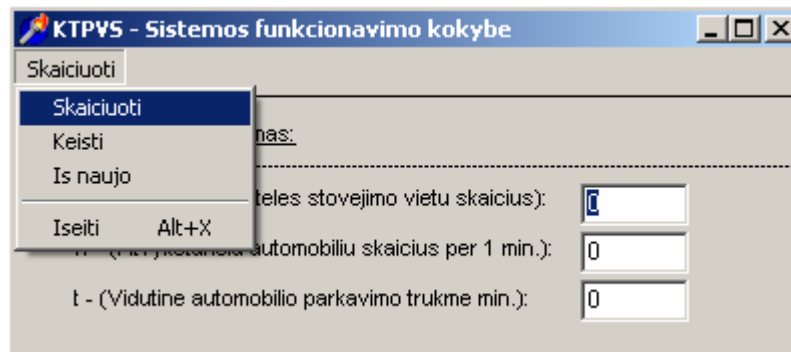 KTPVS - Sistemos funkcionavimo kokybe
Skaiciuoti
Skaiciuoti
Keisti
nas:
Is naujo
teles stovejimo vietu skaicius): 0
Iseiti Alt+X
automobiliu skaicius per 1 min.): 0
t - (Vidutine automobilio parkavimo trukme min.): 0